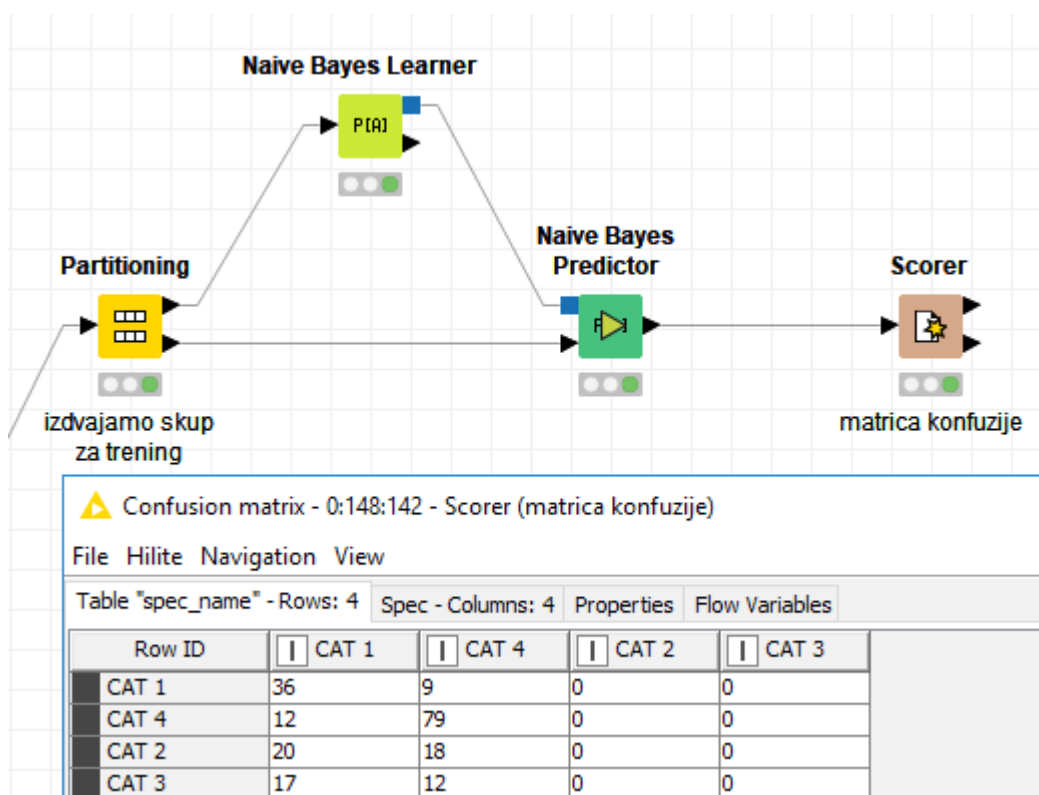 Naive Bayes Learner
P[A]
Naive Bayes
Predictor
Partitioning
Scorer
izdvajamo skup
za trening
matrica konfuzije
Confusion matrix - 0:148:142 - Scorer (matrica konfuzije)
File Hilite Navigation View
Table "spec_name" - Rows: 4 Spec - Columns: 4 Properties Flow Variables
Row ID I CAT 1 I CAT 4 I CAT 2 I CAT 3
CAT 1 36 9 0 0
CAT 4 12 79 0 0
CAT 2 20 18 0 0
CAT 3 17 12 0 0